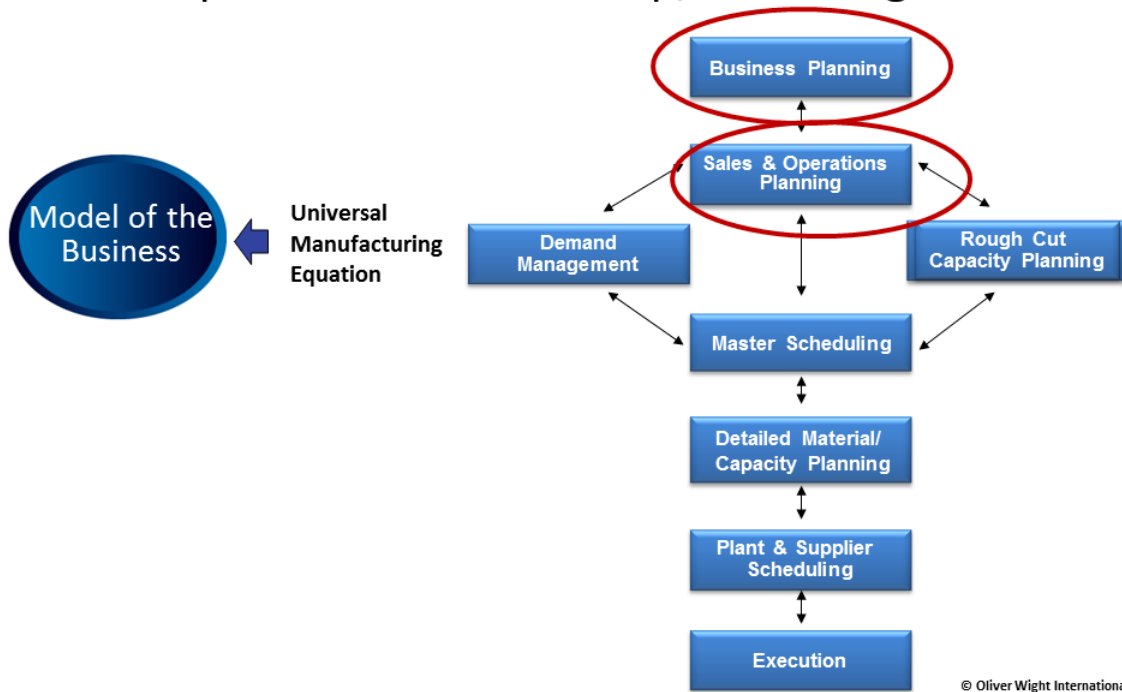 Business Planning
Sales & Operations
Planning
Model of the
Business
Universal
Manufacturing
Equation
Demand
Management
Rough Cut
Capacity Planning
Master Scheduling
Detailed Material/
Capacity Planning
Plant & Supplier
Scheduling
Execution
© Oliver Wight Internationa